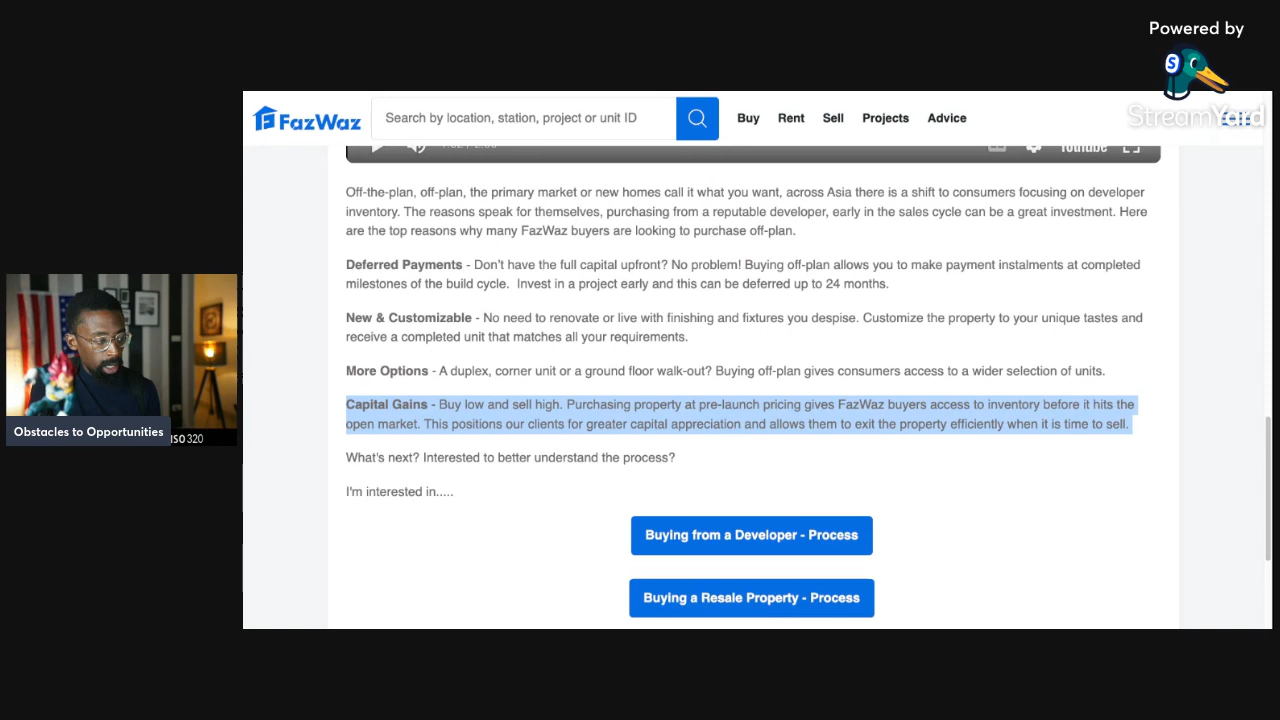 Powered by
S
StreamYard
FazWaz
Search by location, station, project or unit ID
Buy
Rent
Sell
Projects
Advice
YouTube
Off-the-plan, off-plan, the primary market or new homes call it what you want, across Asia there is a shift to consumers focusing on developer
inventory. The reasons speak for themselves, purchasing from a reputable developer, early in the sales cycle can be a great investment. Here
are the top reasons why many FazWaz buyers are looking to purchase off-plan.
Deferred Payments - Don't have the full capital upfront? No problem! Buying off-plan allows you to make payment instalments at completed
milestones of the build cycle. Invest in a project early and this can be deferred up to 24 months.
New & Customizable - No need to renovate or live with finishing and fixtures you despise. Customize the property to your unique tastes and
receive a completed unit that matches all your requirements.
More Options - A duplex, corner unit or a ground floor walk-out? Buying off-plan gives consumers access to a wider selection of units.
Capital Gains - Buy low and sell high. Purchasing property at pre-launch pricing gives FazWaz buyers access to inventory before it hits the
open market. This positions our clients for greater capital appreciation and allows them to exit the property efficiently when it is time to sell.
Obstacles to Opportunities
ISO 320
What's next? Interested to better understand the process?
I'm interested in.....
Buying from a Developer - Process
Buying a Resale Property - Process